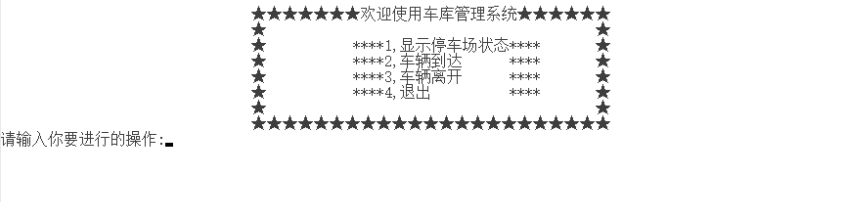 ★★★★★★★欢迎使用车库管理系统★★★★★★
★ ★
★ ****1,显示停车场状态**** ★
★ ****2,车辆到达 **** ★
★ ****3,车辆离开 **** ★
★ ****4,退出 **** ★
★ ★
★★★★★★★★★★★★★★★★★★★★★★★
请输入你要进行的操作: